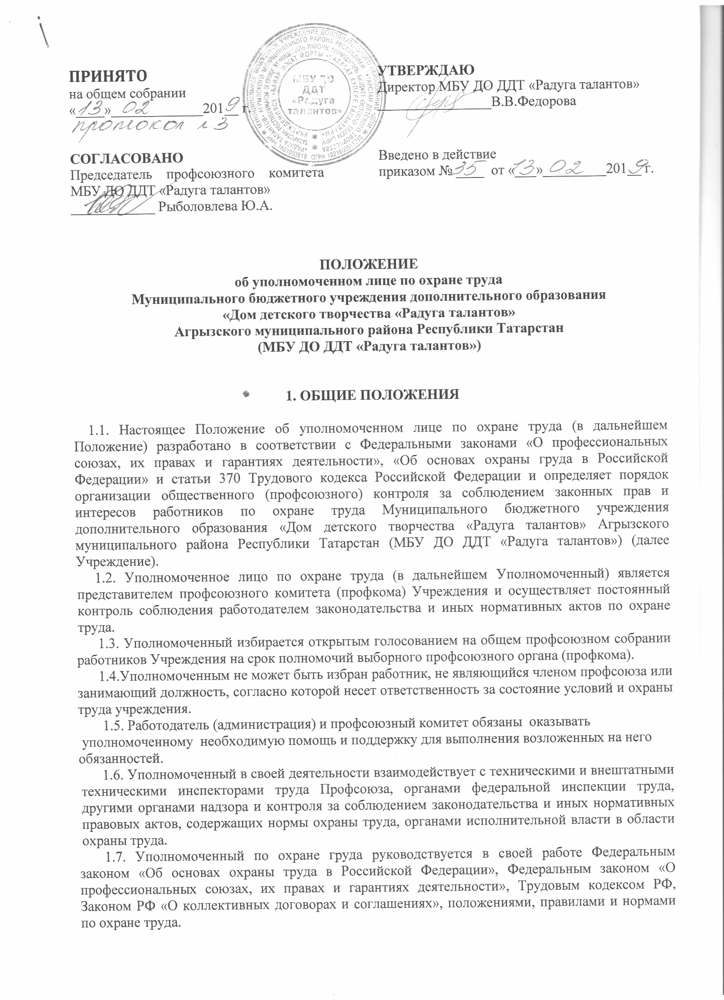 ПРИНЯТО
на общем собрании
«13» 02 2019 г.
протокол № 3
СОГЛАСОВАНО
Председатель профсоюзного комитета
МБУ ДО ДДТ «Радуга талантов»
Рыболовлева Ю.А.
МБУ ДО
ДДТ
«Радуга
талантов»
ИНН 1601003819 ОГРН
УТВЕРЖДАЮ
Директор МБУ ДО ДДТ «Радуга талантов»
В.В.Федорова
Введено в действие
приказом № 35 от «13» 02 2019 г.
ПОЛОЖЕНИЕ
об уполномоченном лице по охране труда
Муниципального бюджетного учреждения дополнительного образования
«Дом детского творчества «Радуга талантов»
Агрызского муниципального района Республики Татарстан
(МБУ ДО ДДТ «Радуга талантов»)
1. ОБЩИЕ ПОЛОЖЕНИЯ
1.1. Настоящее Положение об уполномоченном лице по охране труда (в дальнейшем
Положение) разработано в соответствии с Федеральными законами «О профессиональных
союзах, их правах и гарантиях деятельности», «Об основах охраны груда в Российской
Федерации» и статьи 370 Трудового кодекса Российской Федерации и определяет порядок
организации общественного (профсоюзного) контроля за соблюдением законных прав и
интересов работников по охране труда Муниципального бюджетного учреждения
дополнительного образования «Дом детского творчества «Радуга талантов» Агрызского
муниципального района Республики Татарстан (МБУ ДО ДДТ «Радуга талантов») (далее
Учреждение).
1.2. Уполномоченное лицо по охране труда (в дальнейшем Уполномоченный) является
представителем профсоюзного комитета (профкома) Учреждения и осуществляет постоянный
контроль соблюдения работодателем законодательства и иных нормативных актов по охране
труда.
1.3. Уполномоченный избирается открытым голосованием на общем профсоюзном собрании
работников Учреждения на срок полномочий выборного профсоюзного органа (профкома).
1.4.Уполномоченным не может быть избран работник, не являющийся членом профсоюза или
занимающий должность, согласно которой несет ответственность за состояние условий и охраны
труда учреждения.
1.5. Работодатель (администрация) и профсоюзный комитет обязаны оказывать
уполномоченному необходимую помощь и поддержку для выполнения возложенных на него
обязанностей.
1.6. Уполномоченный в своей деятельности взаимодействует с техническими и внештатными
техническими инспекторами труда Профсоюза, органами федеральной инспекции труда,
другими органами надзора и контроля за соблюдением законодательства и иных нормативных
правовых актов, содержащих нормы охраны труда, органами исполнительной власти в области
охраны труда.
1.7. Уполномоченный по охране груда руководствуется в своей работе Федеральным
законом «Об основах охраны труда в Российской Федерации», Федеральным законом «О
профессиональных союзах, их правах и гарантиях деятельности», Трудовым кодексом РФ,
Законом РФ «О коллективных договорах и соглашениях», положениями, правилами и нормами
по охране труда.